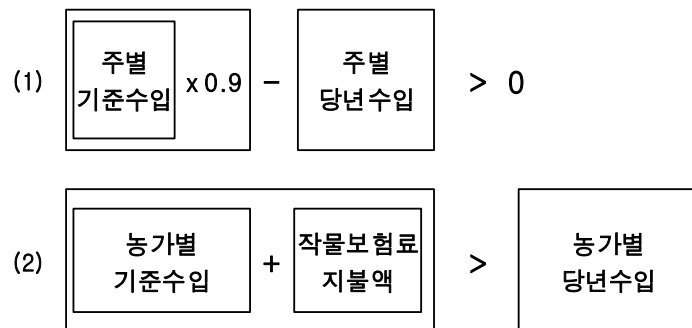 (1) 주별 기준수입 x 0.9 − 주별 당년수입 > 0
(2) 농가별 기준수입 + 작물보험료 지불액 > 농가별 당년수입